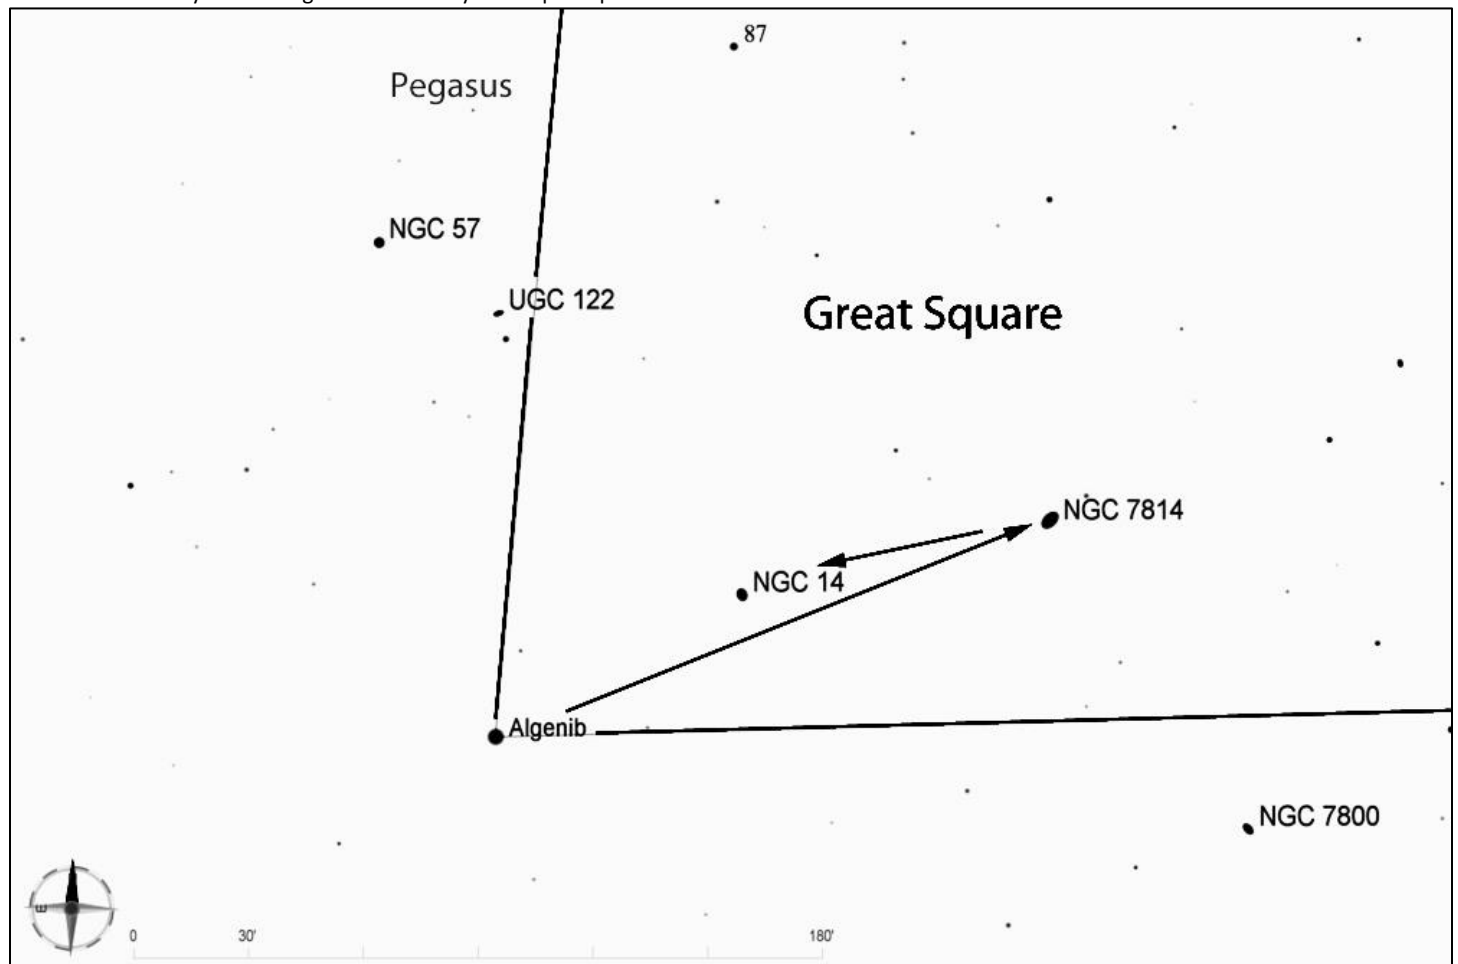 87
Pegasus
NGC 57
UGC 122
Great Square
NGC 7814
NGC 14
Algenib
NGC 7800
E
0 30' 180'